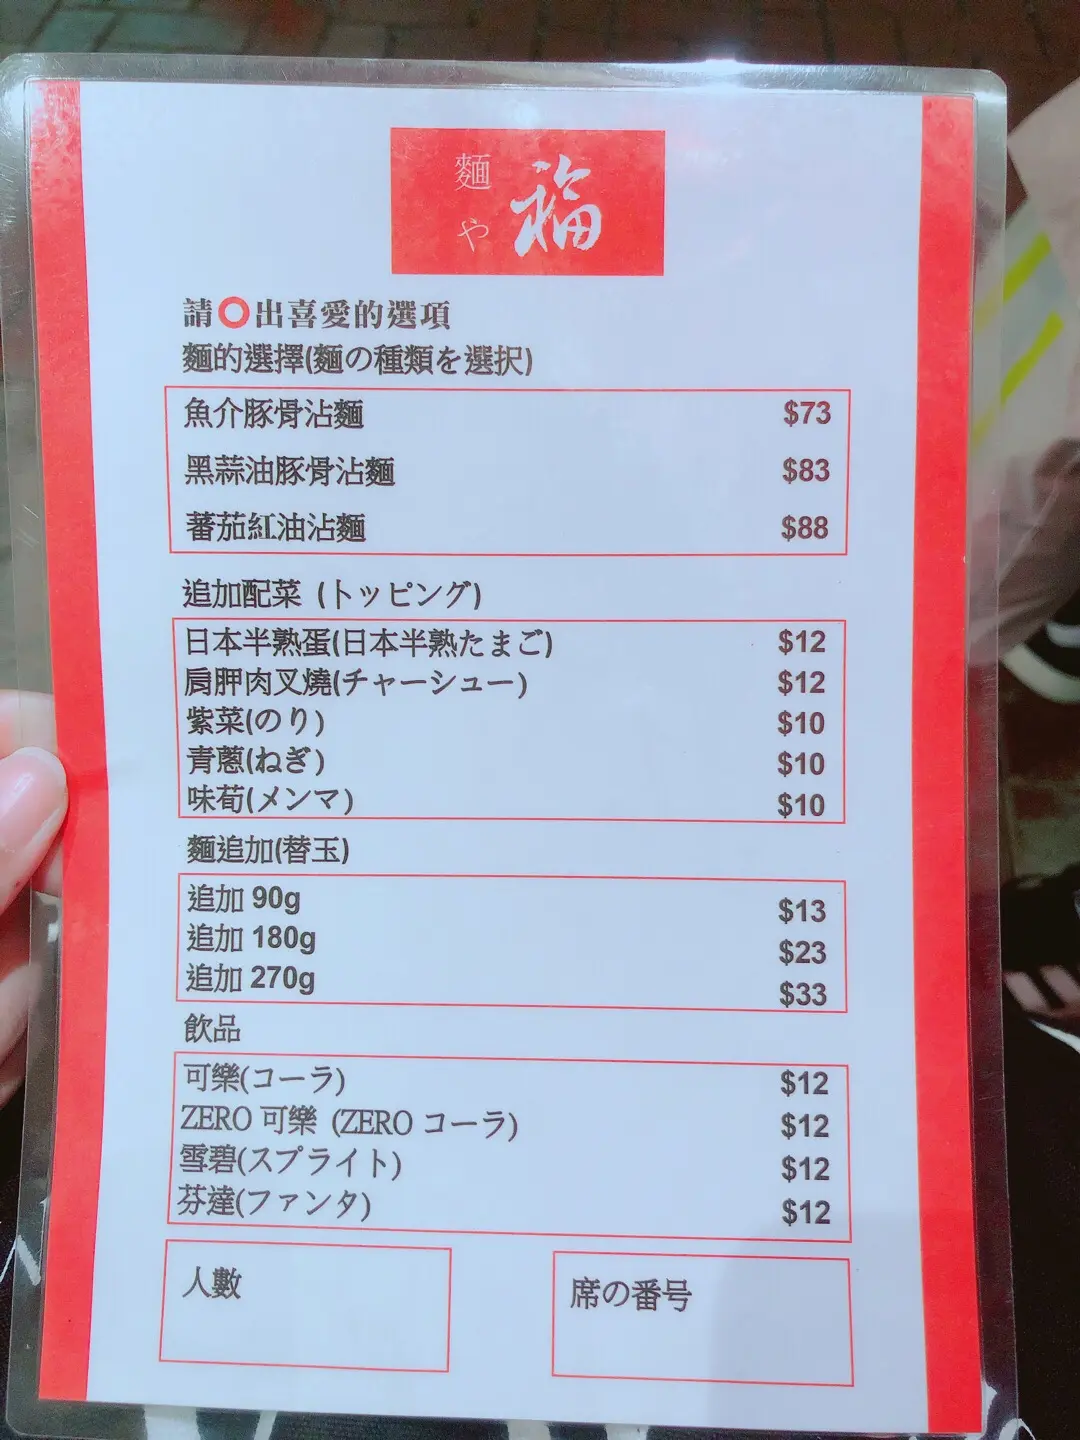 麵や 福
請⭕出喜愛的選項
麵的選擇(麵の種類を選択)
魚介豚骨沾麵 $73
黑蒜油豚骨沾麵 $83
蕃茄紅油沾麵 $88
追加配菜 (トッピング)
日本半熟蛋(日本半熟たまご) $12
肩胛肉叉燒(チャーシュー) $12
紫菜(のり) $10
青蔥(ねぎ) $10
味荀(メンマ) $10
麵追加(替玉)
追加 90g $13
追加 180g $23
追加 270g $33
飲品
可樂(コーラ) $12
ZERO 可樂 (ZERO コーラ) $12
雪碧(スプライト) $12
芬達(ファンタ) $12
人數 席の番号